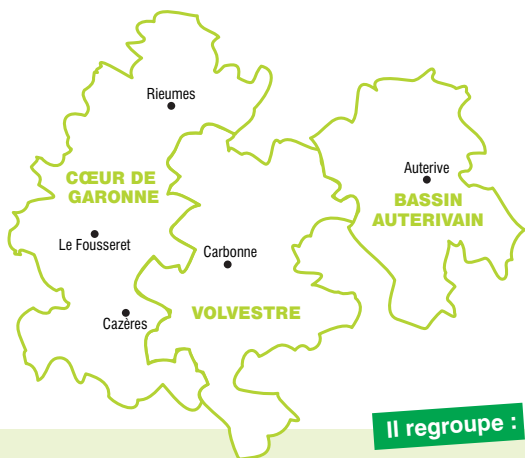 Rieumes
CŒUR DE
GARONNE
Le Fousseret
Cazères
Carbonne
VOLVESTRE
Auterive
BASSIN
AUTERIVAIN
Il regroupe :